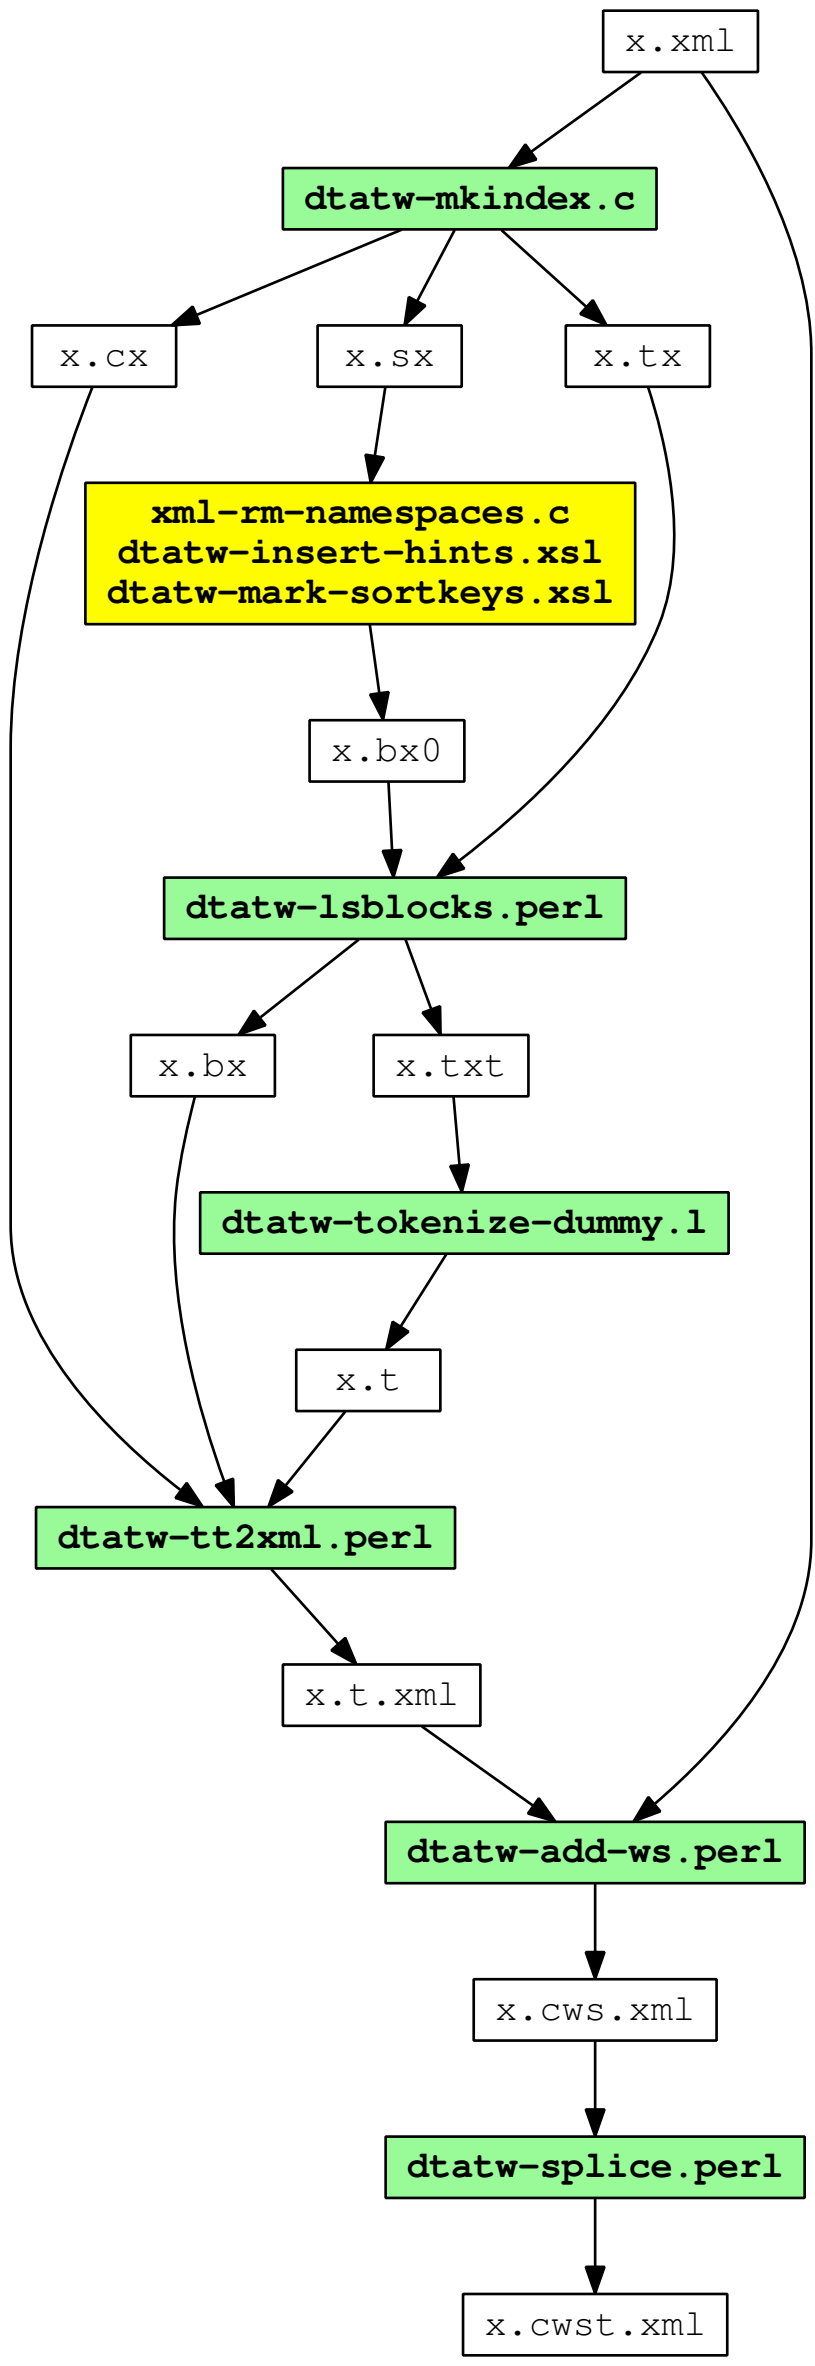 x.xml
dtatw-mkindex.c
x.cx
x.sx
x.tx
xml-rm-namespaces.c
dtatw-insert-hints.xsl
dtatw-mark-sortkeys.xsl
x.bx0
dtatw-lsblocks.perl
x.bx
x.txt
dtatw-tokenize-dummy.l
x.t
dtatw-tt2xml.perl
x.t.xml
dtatw-add-ws.perl
x.cws.xml
dtatw-splice.perl
x.cwst.xml